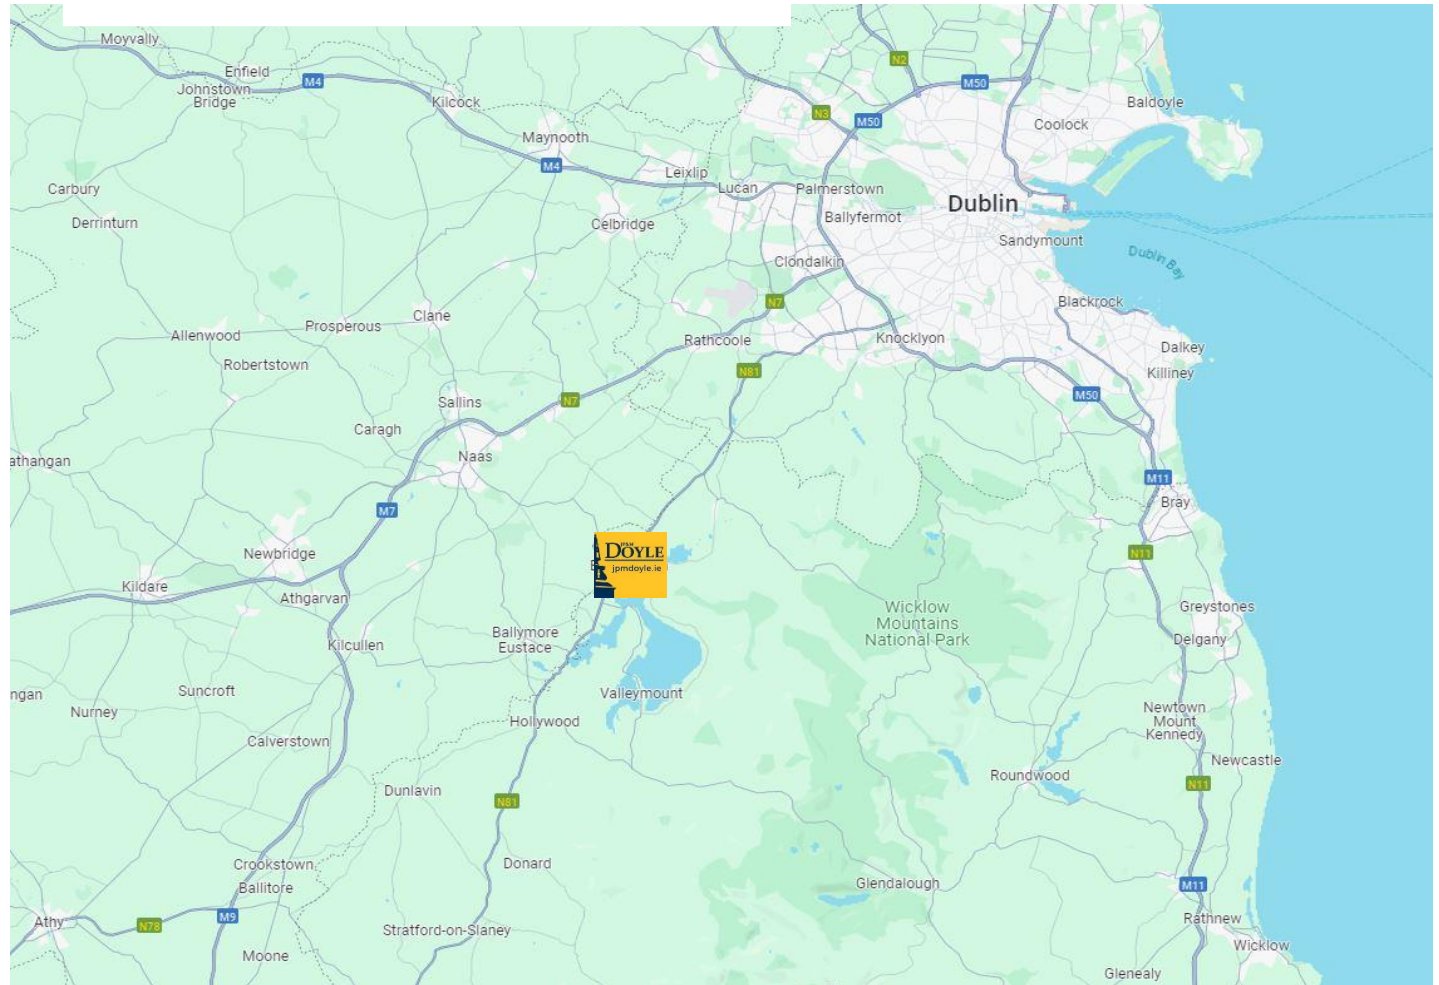 Moyvally
Enfield
Johnstown
Bridge
M4
Kilcock
N2
M50
N3
M50
Baldoyle
Coolock
Maynooth
M4
Leixlip
Lucan
Palmerstown
Carbury
Derrinturn
Celbridge
Ballyfermot
Dublin
Sandymount
Dublin Bay
Clondalkin
N7
Blackrock
Clane
Prosperous
Allenwood
Rathcoole
Knocklyon
Dalkey
Robertstown
N81
Killiney
Sallins
N7
M50
Caragh
Naas
athangan
M11
Bray
M7
Newbridge
N11
JP&M
DOYLE
jpmdoyle.ie
Kildare
Athgarvan
Wicklow
Mountains
National Park
Greystones
Ballymore
Eustace
Kilcullen
Delgany
Suncroft
ngan
Nurney
Valleymount
Hollywood
Newtown
Mount
Kennedy
Calverstown
Newcastle
Dunlavin
N81
Roundwood
N11
Crookstown
Donard
Ballitore
Glendalough
M11
Athy
N78
M9
Stratford-on-Slaney
Rathnew
Moone
Wicklow
Glenealy